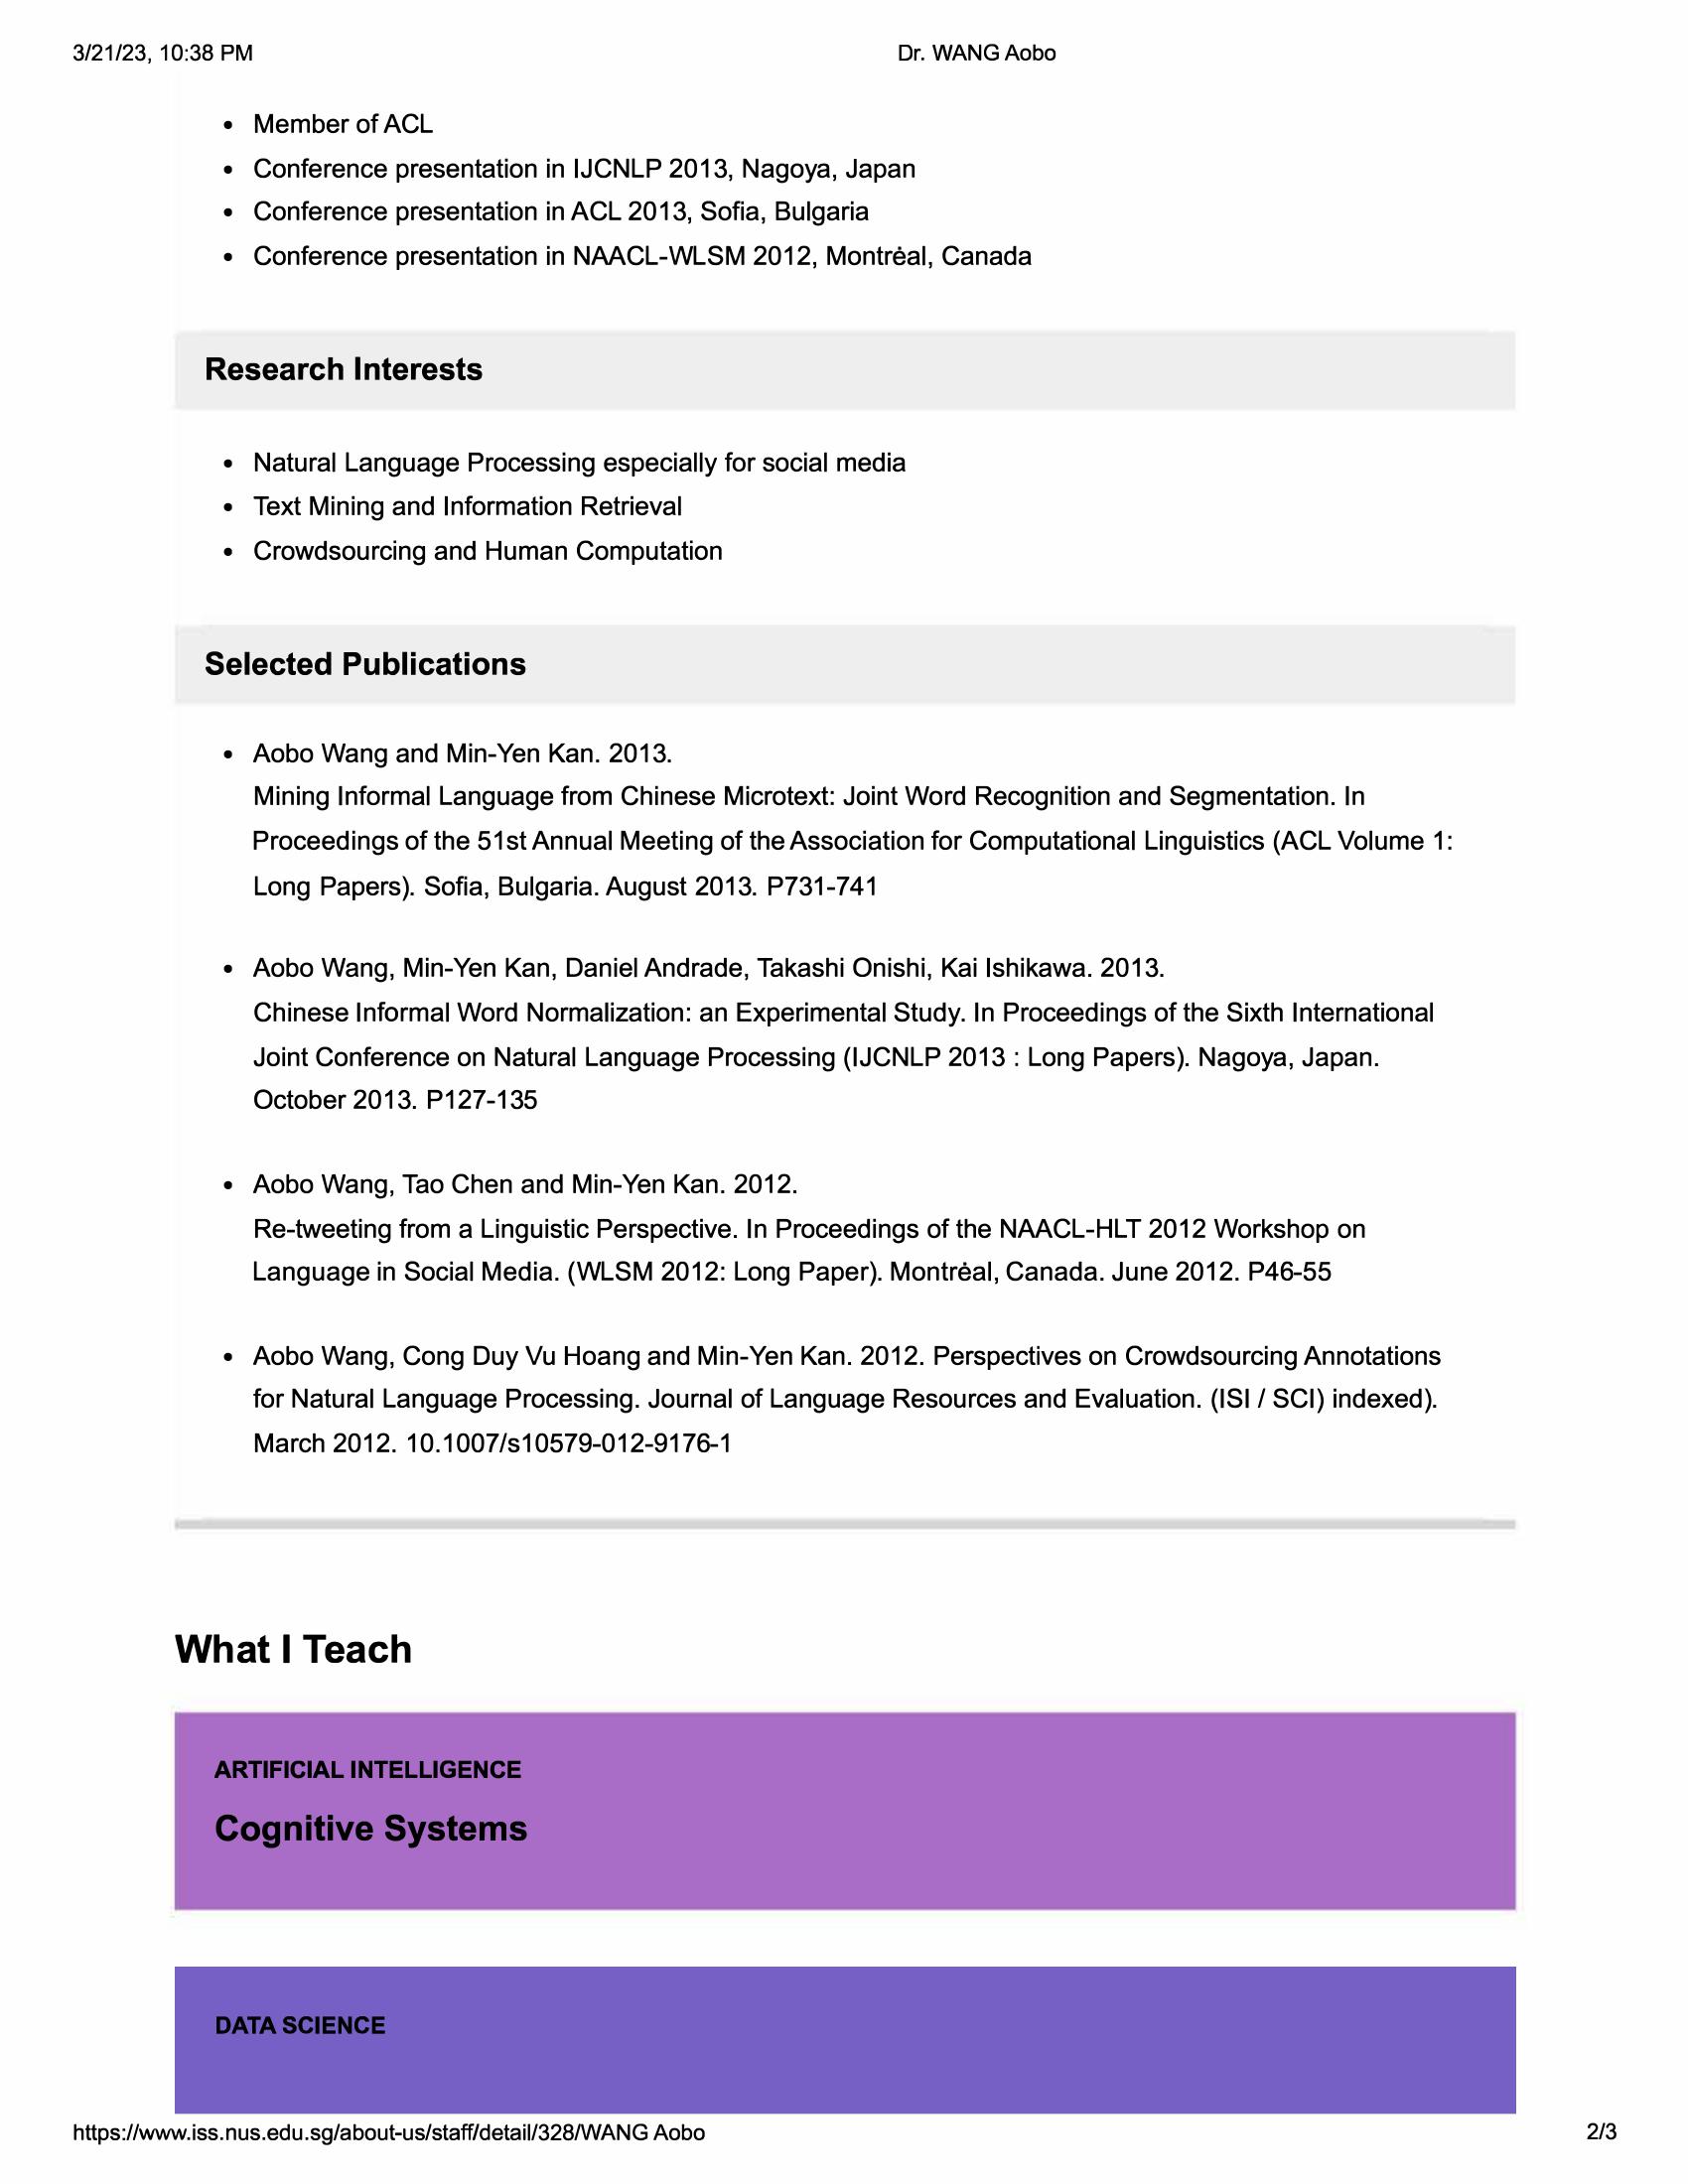 3/21/23, 10:38 PM
Dr. WANG Aobo
• Member of ACL
• Conference presentation in IJCNLP 2013, Nagoya, Japan
• Conference presentation in ACL 2013, Sofia, Bulgaria
• Conference presentation in NAACL-WLSM 2012, Montrėal, Canada
Research Interests
• Natural Language Processing especially for social media
• Text Mining and Information Retrieval
• Crowdsourcing and Human Computation
Selected Publications
• Aobo Wang and Min-Yen Kan. 2013.
Mining Informal Language from Chinese Microtext: Joint Word Recognition and Segmentation. In
Proceedings of the 51st Annual Meeting of the Association for Computational Linguistics (ACL Volume 1:
Long Papers). Sofia, Bulgaria. August 2013. P731-741
• Aobo Wang, Min-Yen Kan, Daniel Andrade, Takashi Onishi, Kai Ishikawa. 2013.
Chinese Informal Word Normalization: an Experimental Study. In Proceedings of the Sixth International
Joint Conference on Natural Language Processing (IJCNLP 2013 : Long Papers). Nagoya, Japan.
October 2013. P127-135
• Aobo Wang, Tao Chen and Min-Yen Kan. 2012.
Re-tweeting from a Linguistic Perspective. In Proceedings of the NAACL-HLT 2012 Workshop on
Language in Social Media. (WLSM 2012: Long Paper). Montrėal, Canada. June 2012. P46-55
• Aobo Wang, Cong Duy Vu Hoang and Min-Yen Kan. 2012. Perspectives on Crowdsourcing Annotations
for Natural Language Processing. Journal of Language Resources and Evaluation. (ISI / SCI) indexed).
March 2012. 10.1007/s10579-012-9176-1
What I Teach
ARTIFICIAL INTELLIGENCE
Cognitive Systems
DATA SCIENCE
https://www.iss.nus.edu.sg/about-us/staff/detail/328/WANG Aobo
2/3